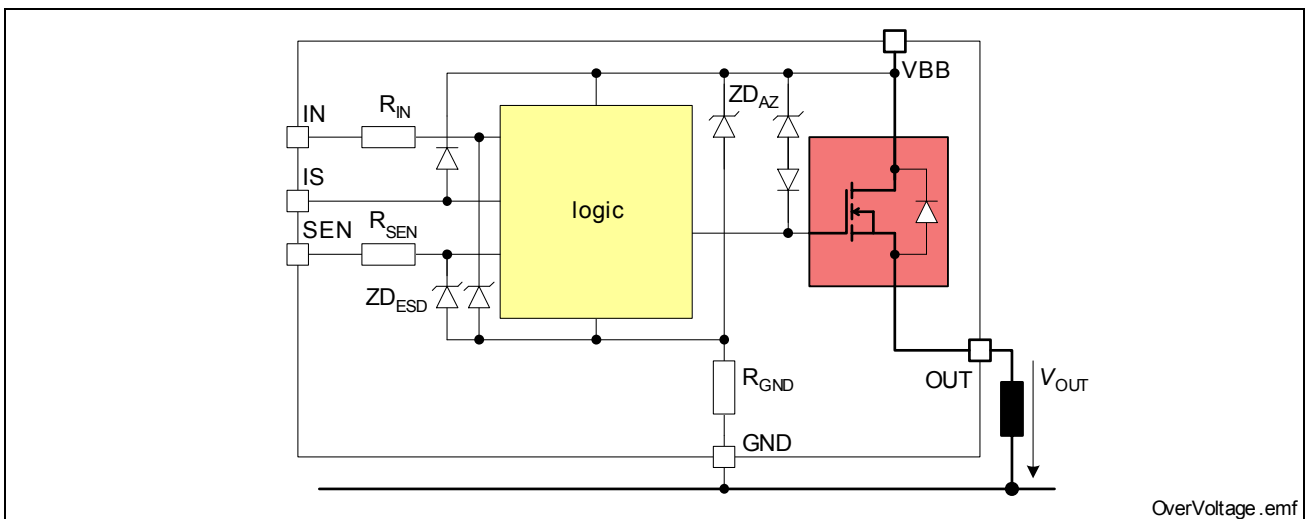 VBB
ZDAZ
IN
RIN
IS
SEN
RSEN
logic
ZDESD
RGND
OUT
VOUT
GND
OverVoltage.emf